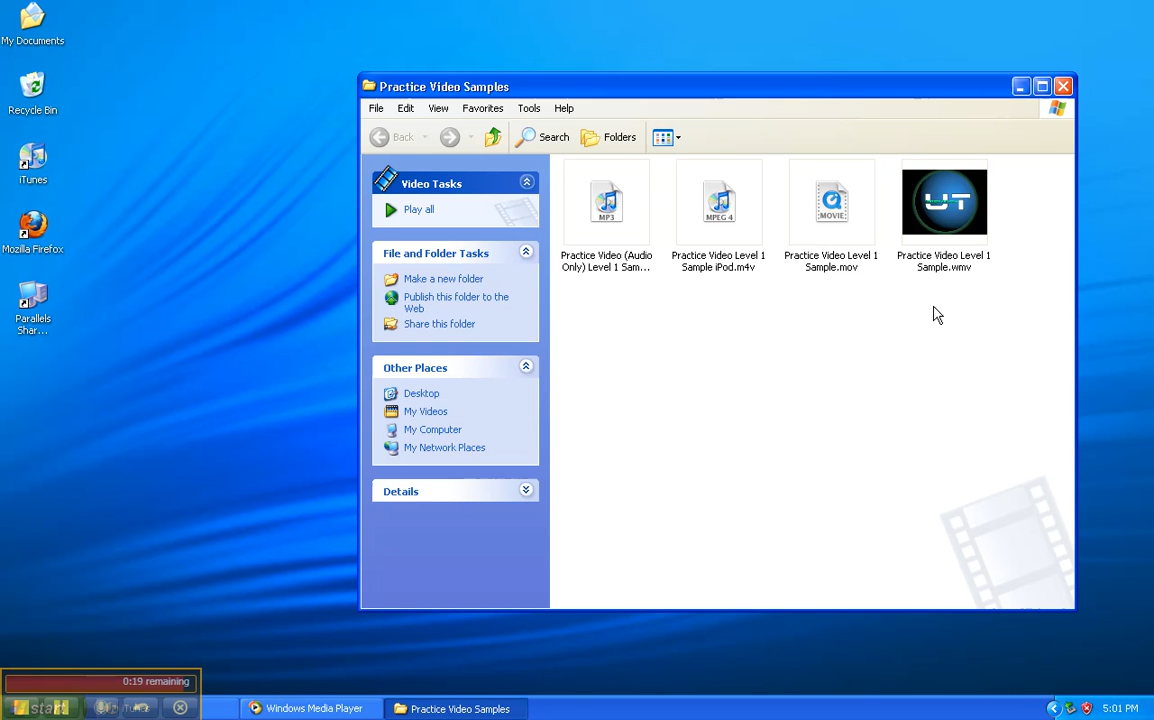 My Documents
Recycle Bin
iTunes
Mozilla Firefox
Parallels
Shar...
Practice Video Samples
File Edit View Favorites Tools Help
Back Search Folders
Video Tasks
Play all
File and Folder Tasks
Make a new folder
Publish this folder to the
Web
Share this folder
Other Places
Desktop
My Videos
My Computer
My Network Places
Details
MP3
Practice Video (Audio
Only) Level 1 Sam...
MPEG 4
Practice Video Level 1
Sample iPod.m4v
MOVIE
Practice Video Level 1
Sample.mov
UT
Practice Video Level 1
Sample.wmv
0:19 remaining
start iTunes Windows Media Player Practice Video Samples 5:01 PM